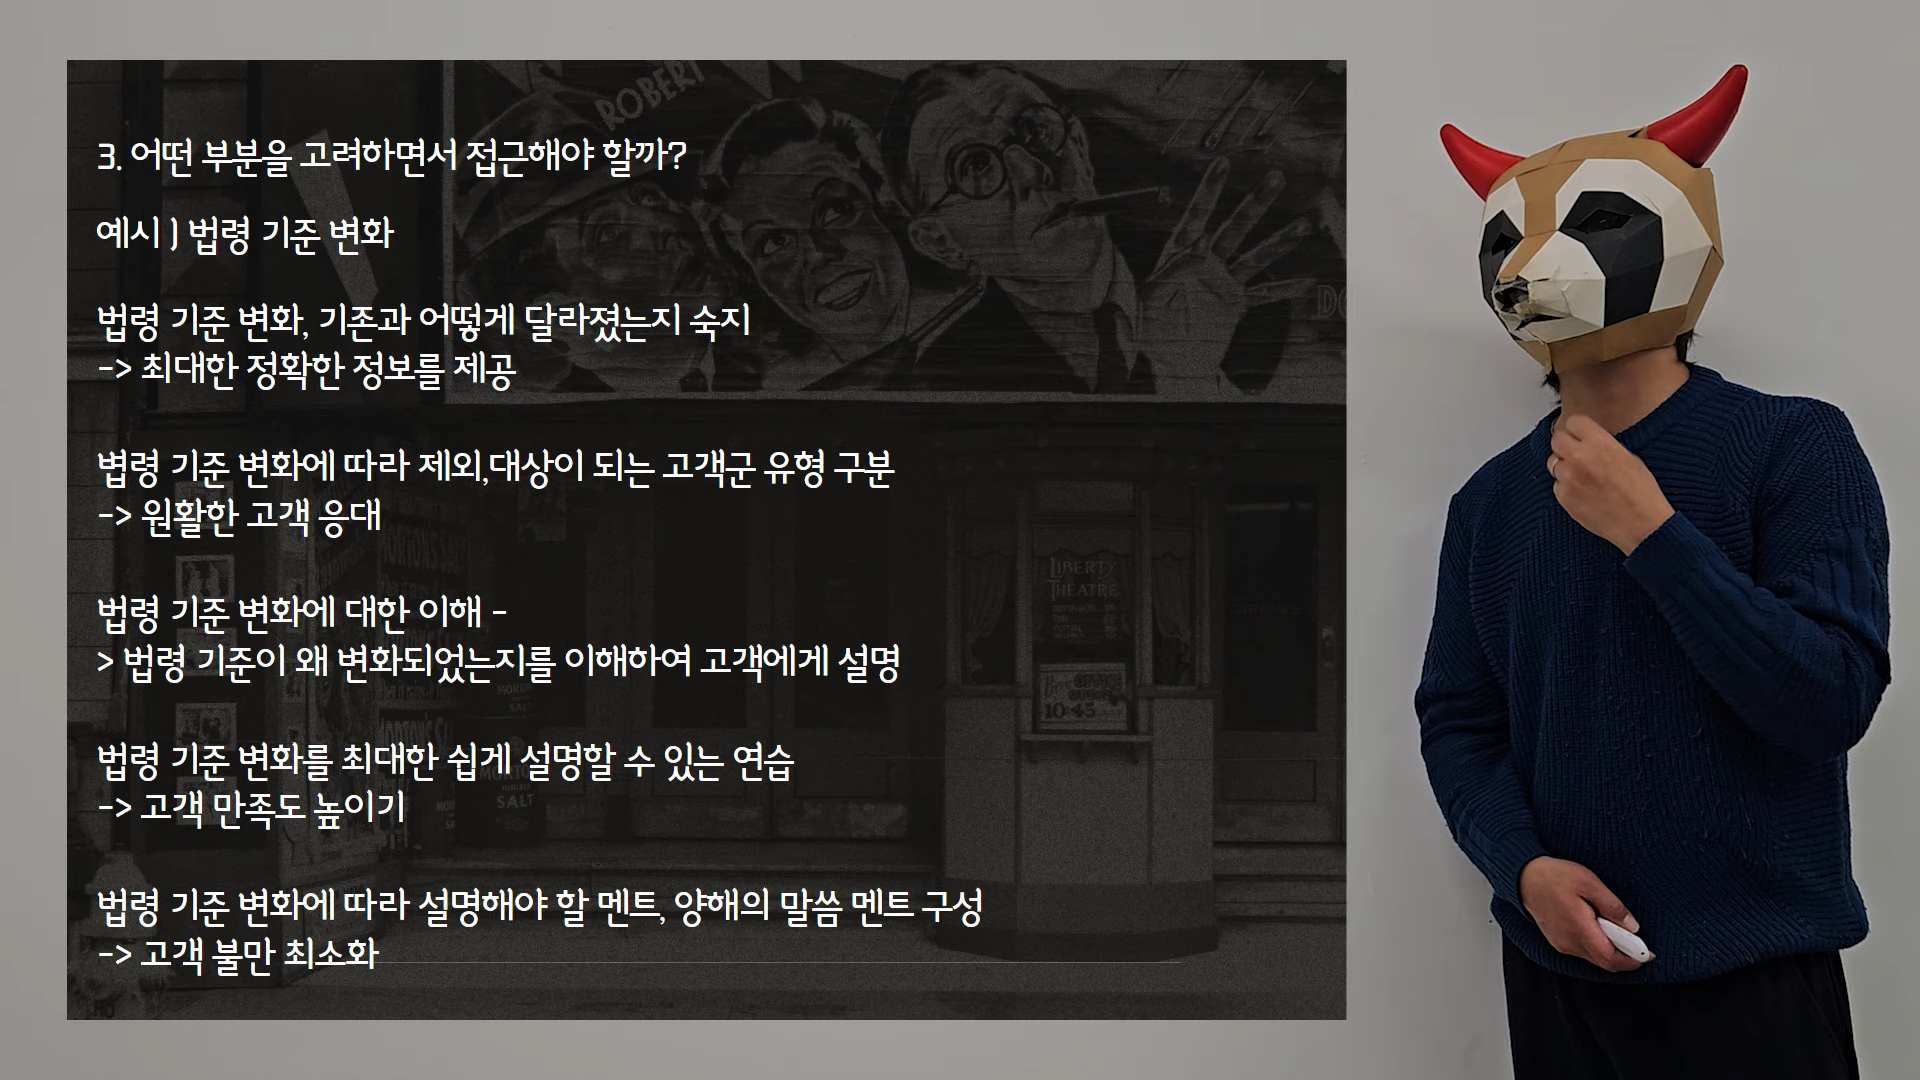 ROBERT
3. 어떤 부분을 고려하면서 접근해야 할까?
예시 ) 법령 기준 변화
법령 기준 변화, 기존과 어떻게 달라졌는지 숙지
-> 최대한 정확한 정보를 제공
법령 기준 변화에 따라 제외,대상이 되는 고객군 유형 구분
-> 원활한 고객 응대
법령 기준 변화에 대한 이해 -
> 법령 기준이 왜 변화되었는지를 이해하여 고객에게 설명
법령 기준 변화를 최대한 쉽게 설명할 수 있는 연습
-> 고객 만족도 높이기
법령 기준 변화에 따라 설명해야 할 멘트, 양해의 말씀 멘트 구성
-> 고객 불만 최소화
LIBERTY
THEATRE
10:45
MORTON'S
SALT